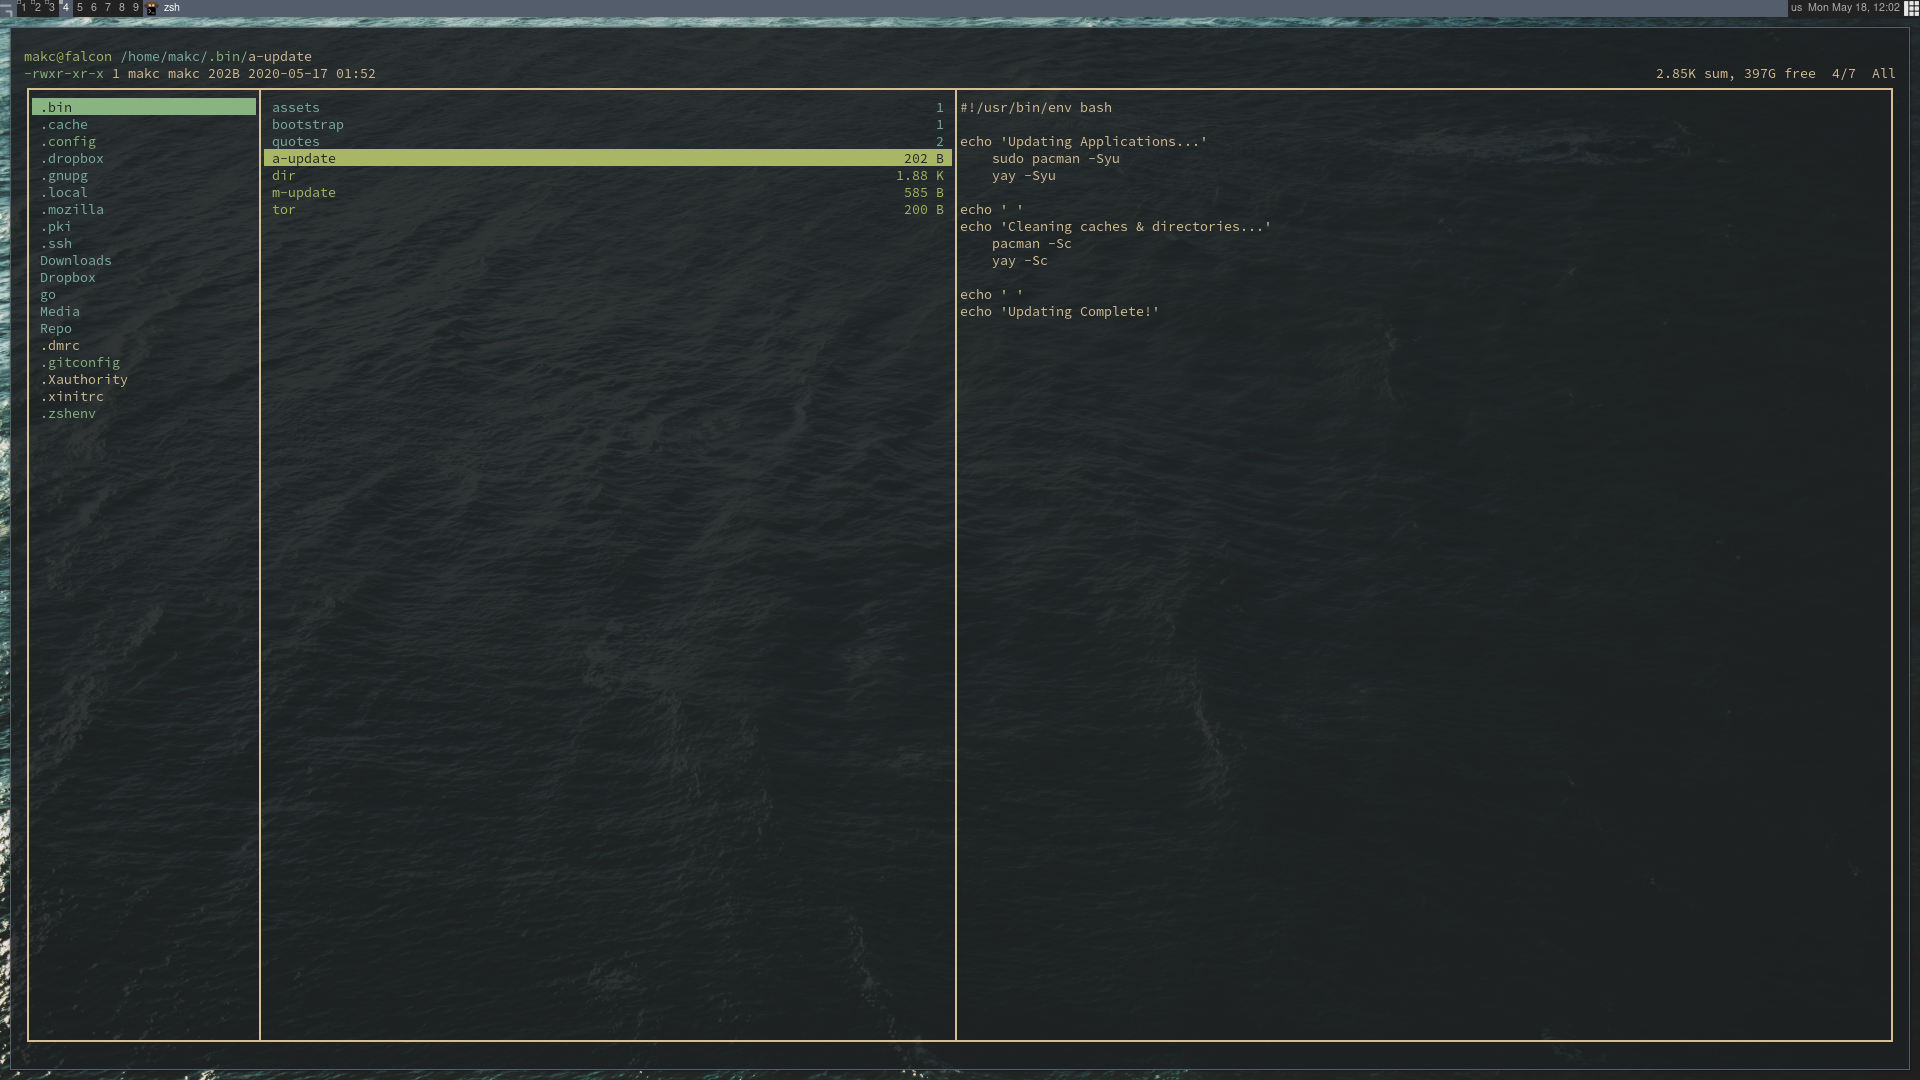 1 2 3 4 5 6 7 8 9 zsh us Mon May 18, 12:02
makc@falcon /home/makc/.bin/a-update
-rwxr-xr-x 1 makc makc 202B 2020-05-17 01:52 2.85K sum, 397G free 4/7 All
.bin
.cache
.config
.dropbox
.gnupg
.local
.mozilla
.pki
.ssh
Downloads
Dropbox
go
Media
Repo
.dmrc
.gitconfig
.Xauthority
.xinitrc
.zshenv
assets 1
bootstrap 1
quotes 2
a-update 202 B
dir 1.88 K
m-update 585 B
tor 200 B
#!/usr/bin/env bash
echo 'Updating Applications...'
    sudo pacman -Syu
    yay -Syu
echo ' '
echo 'Cleaning caches & directories...'
    pacman -Sc
    yay -Sc
echo ' '
echo 'Updating Complete!'